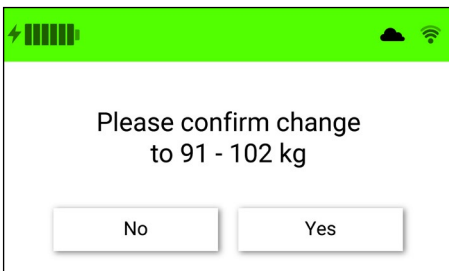 Please confirm change
to 91 - 102 kg
No
Yes